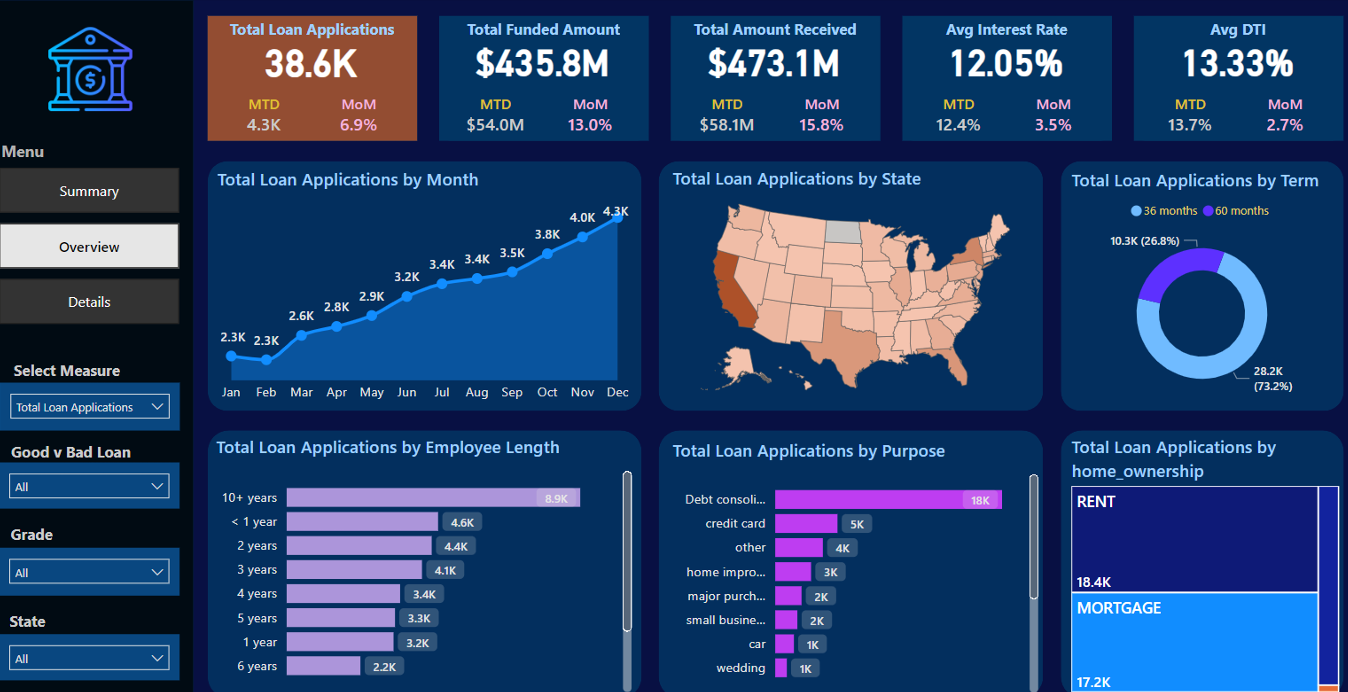 Total Loan Applications
38.6K
MTD
MoM
4.3K
6.9%
Total Funded Amount
$435.8M
MTD
MoM
$54.0M
13.0%
Total Amount Received
$473.1M
MTD
MoM
$58.1M
15.8%
Avg Interest Rate
12.05%
MTD
MoM
12.4%
3.5%
Avg DTI
13.33%
MTD
MoM
13.7%
2.7%
$
Menu
Summary
Overview
Details
Select Measure
Total Loan Applications
Good v Bad Loan
All
Grade
All
State
All
Total Loan Applications by Month
2.3K
2.3K
2.6K
2.8K
2.9K
3.2K
3.4K
3.4K
3.5K
3.8K
4.0K
4.3K
Jan Feb Mar Apr May Jun Jul Aug Sep Oct Nov Dec
Total Loan Applications by State
Total Loan Applications by Term
36 months 60 months
10.3K (26.8%)
28.2K
(73.2%)
Total Loan Applications by Employee Length
10+ years 8.9K
< 1 year 4.6K
2 years 4.4K
3 years 4.1K
4 years 3.4K
5 years 3.3K
1 year 3.2K
6 years 2.2K
Total Loan Applications by Purpose
Debt consoli... 18K
credit card 5K
other 4K
home impro... 3K
major purch... 2K
small busine... 2K
car 1K
wedding 1K
Total Loan Applications by
home_ownership
RENT
18.4K
MORTGAGE
17.2K